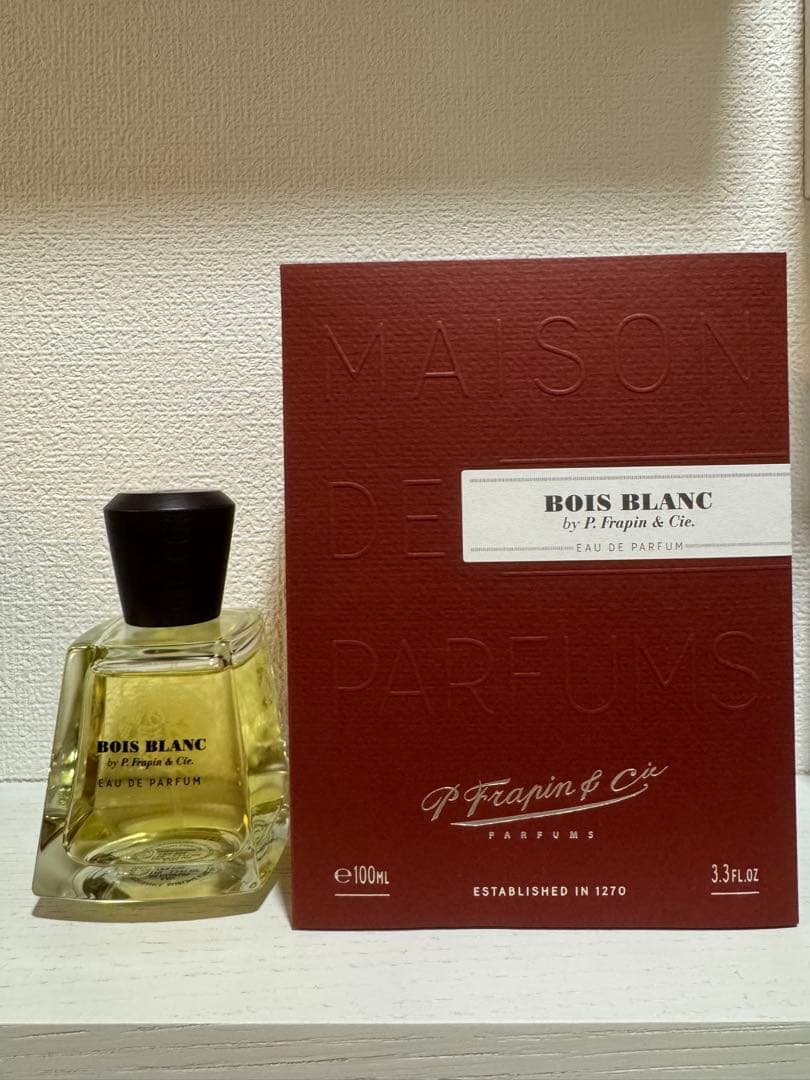 MAISON
DE
PARFUMS
BOIS BLANC
by P. Frapin & Cie.
EAU DE PARFUM
P Frapin & Cie
PARFUMS
℮100ML
ESTABLISHED IN 1270
3.3FL.OZ
BOIS BLANC
by P. Frapin & Cie.
EAU DE PARFUM